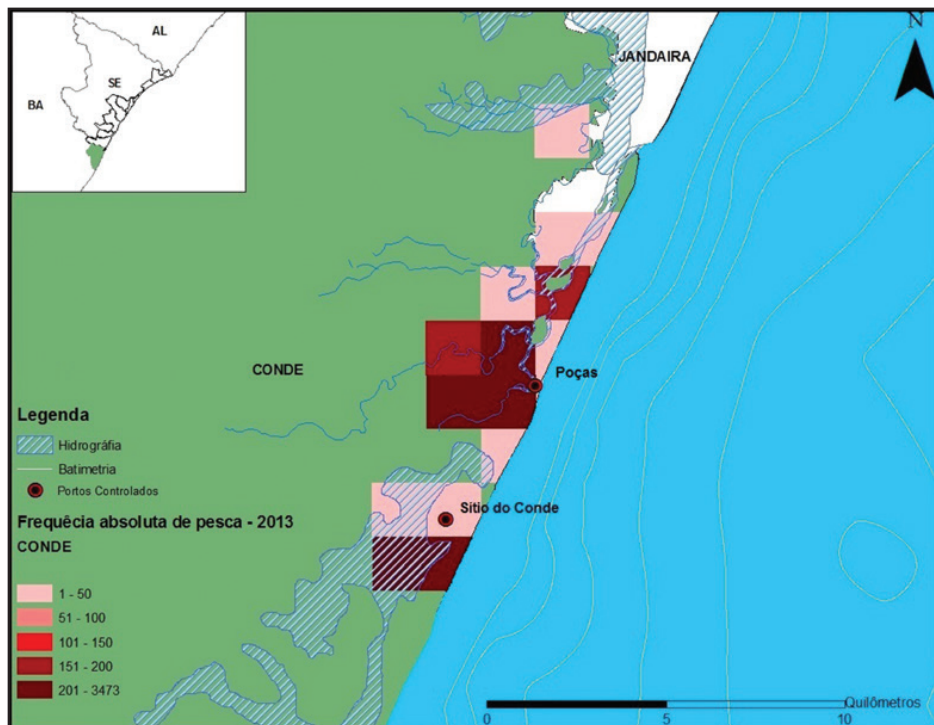 AL
SE
BA
N
JANDAIRA
CONDE
Poças
Sítio do Conde
Legenda
Hidrográfia
Batimetria
Portos Controlados
Frequêcia absoluta de pesca - 2013
CONDE
1 - 50
51 - 100
101 - 150
151 - 200
201 - 3473
Quilômetros
0 5 10